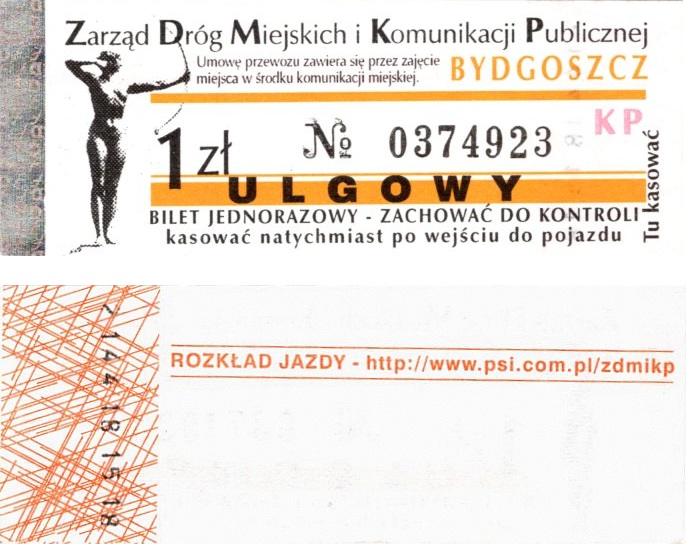 Zarząd Dróg Miejskich i Komunikacji Publicznej
Umowę przewozu zawiera się przez zajęcie
miejsca w środku komunikacji miejskiej.
BYDGOSZCZ
1 zł № 0374923
KP
ULGOWY
BILET JEDNORAZOWY - ZACHOWAĆ DO KONTROLI
kasować natychmiast po wejściu do pojazdu
Tu kasować
ROZKŁAD JAZDY - http://www.psi.com.pl/zdmikp
144 181518